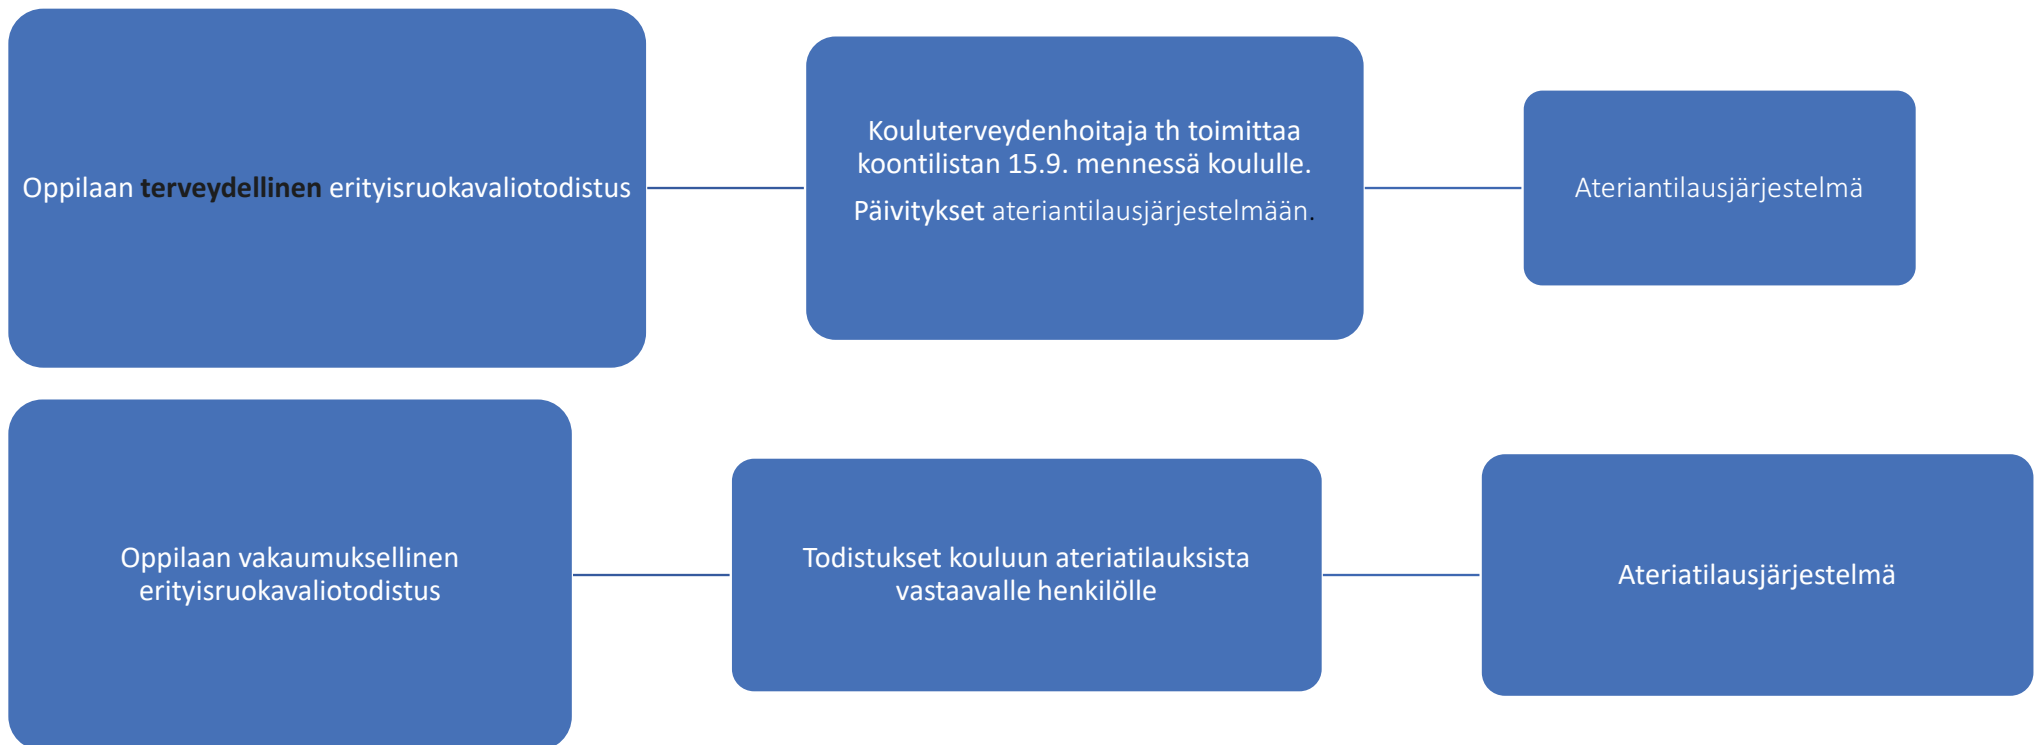 Oppilaan terveydellinen erityisruokavaliotodistus
Kouluterveydenhoitaja th toimittaa
koontilistan 15.9. mennessä koululle.
Päivitykset ateriantilausjärjestelmään.
Ateriantilausjärjestelmä
Oppilaan vakaumuksellinen
erityisruokavaliotodistus
Todistukset kouluun ateriatilauksista
vastaavalle henkilölle
Ateriatilausjärjestelmä